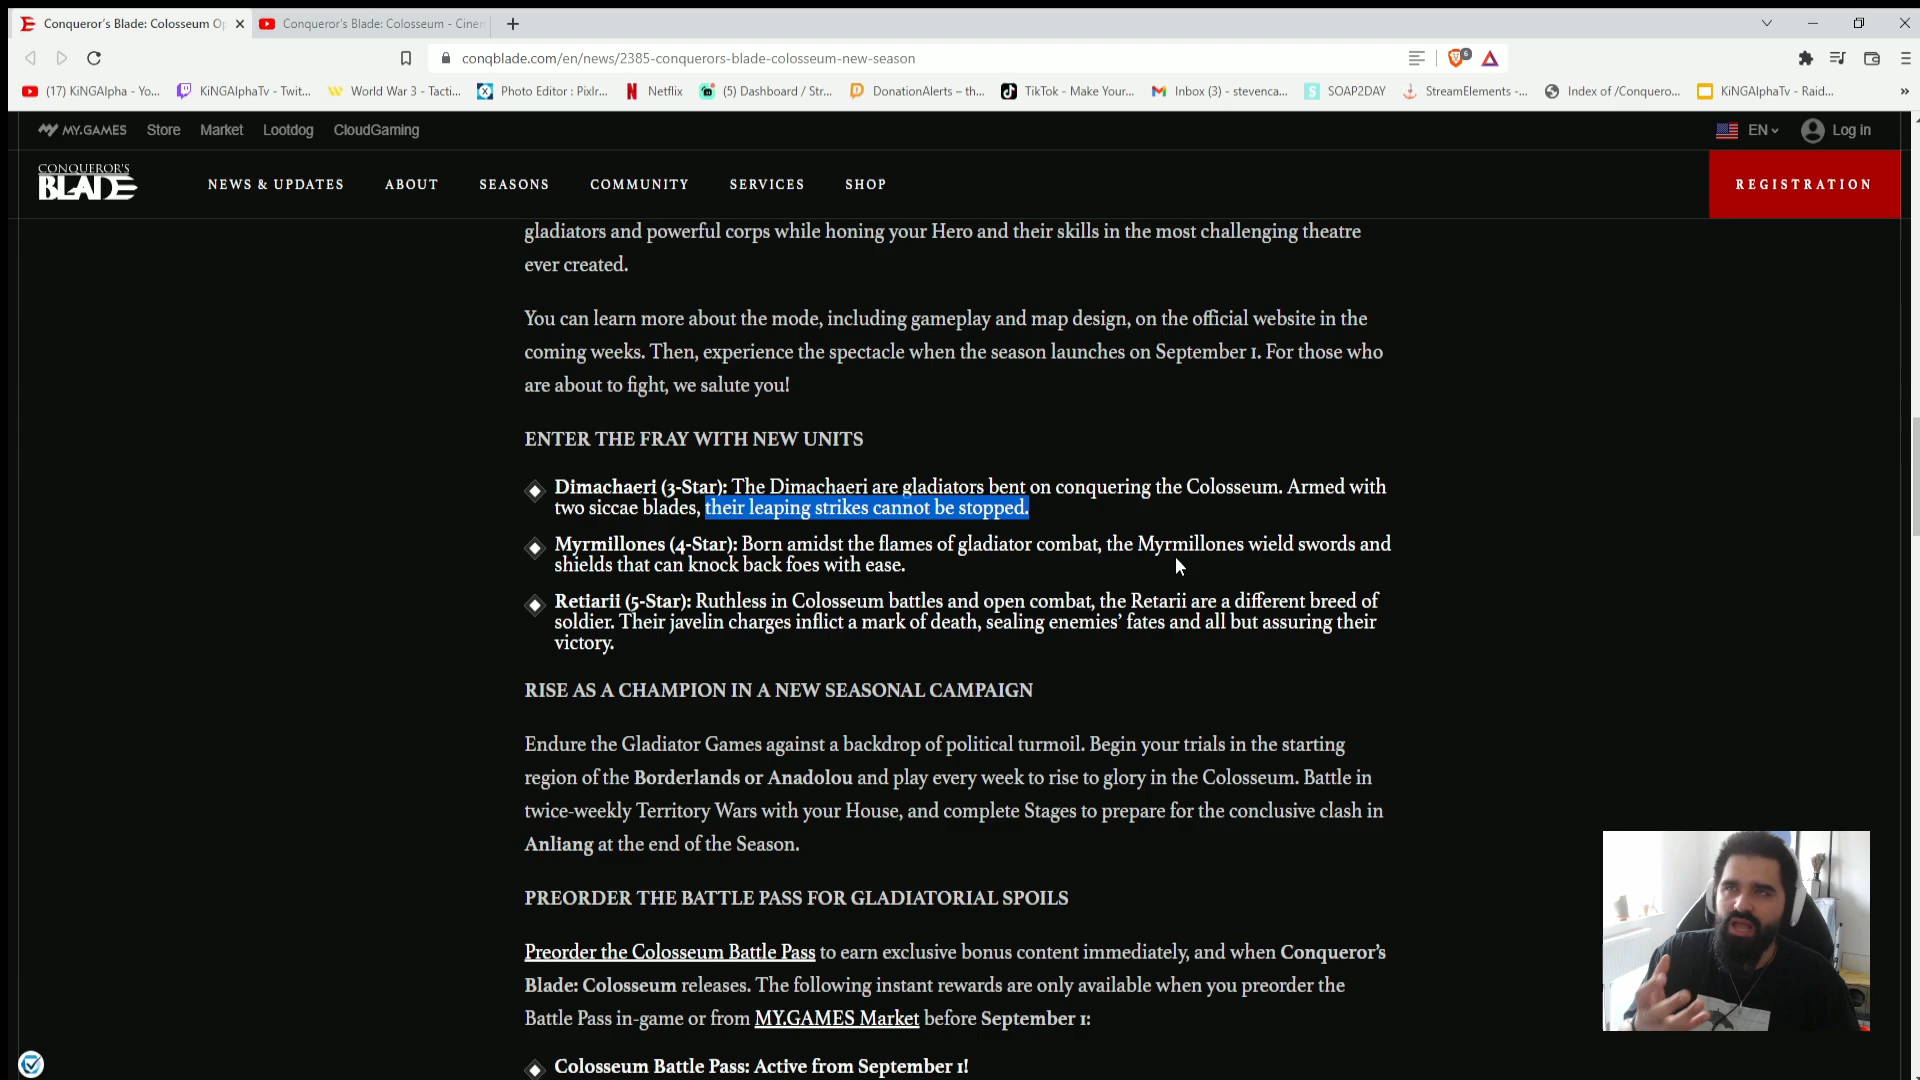 Conqueror's Blade: Colosseum Op
Conqueror's Blade: Colosseum - Cinem
conqblade.com/en/news/2385-conquerors-blade-colosseum-new-season
6
(17) KiNGAlpha - Yo...
KiNGAlphaTv - Twit...
World War 3 - Tacti...
Photo Editor : Pixlr...
Netflix
(5) Dashboard / Str...
DonationAlerts – th...
TikTok - Make Your...
Inbox (3) - stevenca...
SOAP2DAY
StreamElements -...
Index of /Conquero...
KiNGAlphaTv - Raid...
MY.GAMES
Store
Market
Lootdog
CloudGaming
EN
Log in
CONQUEROR'S
BLADE
NEWS & UPDATES
ABOUT
SEASONS
COMMUNITY
SERVICES
SHOP
REGISTRATION
gladiators and powerful corps while honing your Hero and their skills in the most challenging theatre
ever created.
You can learn more about the mode, including gameplay and map design, on the official website in the
coming weeks. Then, experience the spectacle when the season launches on September 1. For those who
are about to fight, we salute you!
ENTER THE FRAY WITH NEW UNITS
Dimachaeri (3-Star): The Dimachaeri are gladiators bent on conquering the Colosseum. Armed with
two siccae blades, their leaping strikes cannot be stopped.
Myrmillones (4-Star): Born amidst the flames of gladiator combat, the Myrmillones wield swords and
shields that can knock back foes with ease.
Retiarii (5-Star): Ruthless in Colosseum battles and open combat, the Retarii are a different breed of
soldier. Their javelin charges inflict a mark of death, sealing enemies' fates and all but assuring their
victory.
RISE AS A CHAMPION IN A NEW SEASONAL CAMPAIGN
Endure the Gladiator Games against a backdrop of political turmoil. Begin your trials in the starting
region of the Borderlands or Anadolou and play every week to rise to glory in the Colosseum. Battle in
twice-weekly Territory Wars with your House, and complete Stages to prepare for the conclusive clash in
Anliang at the end of the Season.
PREORDER THE BATTLE PASS FOR GLADIATORIAL SPOILS
Preorder the Colosseum Battle Pass to earn exclusive bonus content immediately, and when Conqueror's
Blade: Colosseum releases. The following instant rewards are only available when you preorder the
Battle Pass in-game or from MY.GAMES Market before September 1:
Colosseum Battle Pass: Active from September 1!